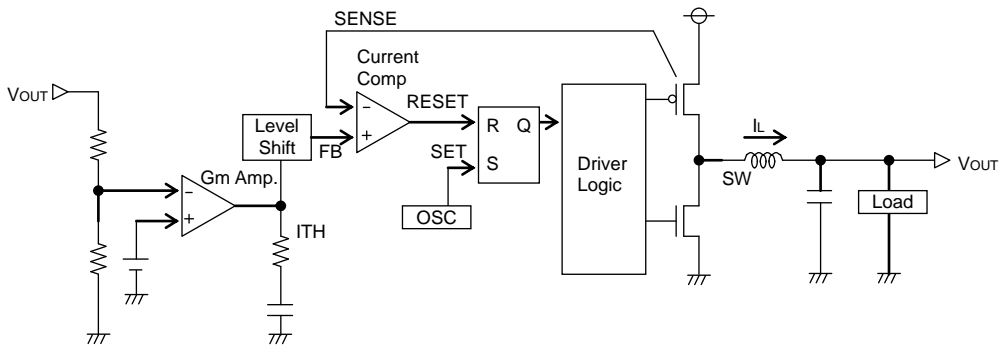 SENSE
Current
Comp
VOUT
RESET
−
+
Level
Shift
FB
R Q
S
SET
Gm Amp.
−
+
ITH
OSC
Driver
Logic
IL
SW
VOUT
Load